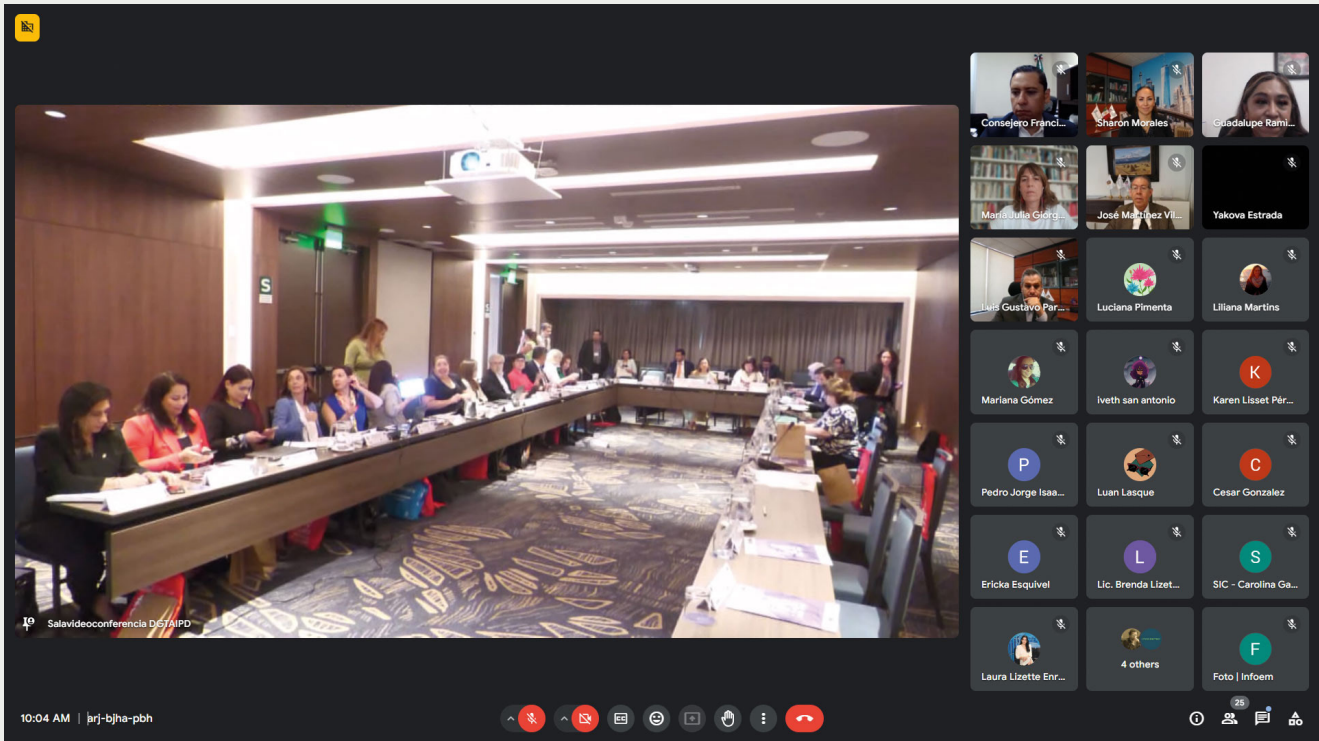 Consejero Franci...
Sharon Morales
Guadalupe Rami...
María Julia Giorg...
José Martínez Vil...
Yakova Estrada
Luis Gustavo Par...
Luciana Pimenta
Liliana Martins
Mariana Gómez
iveth san antonio
K
Karen Lisset Pér...
P
Pedro Jorge Isaa...
Luan Lasque
C
Cesar Gonzalez
E
Ericka Esquivel
L
Lic. Brenda Lizet...
S
SIC - Carolina Ga...
Laura Lizette Enr...
4 others
F
Foto | Infoem
S
Salavideoconferencia DGTAIPD
10:04 AM | arj-bjha-pbh
CC
25